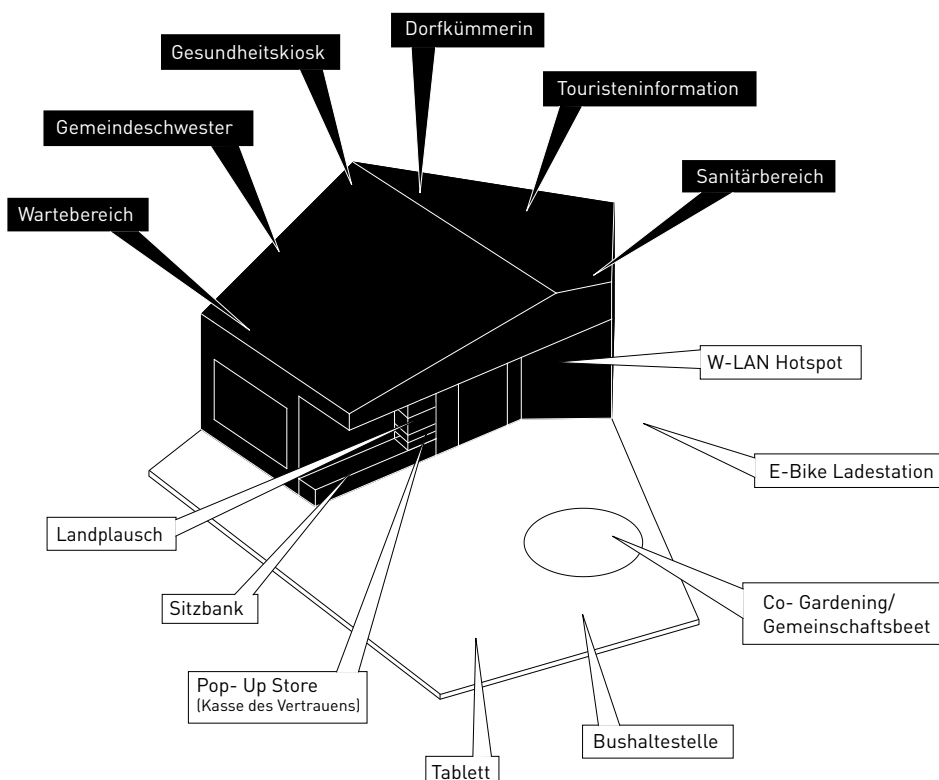 Dorfkümmerin
Gesundheitskiosk
Touristeninformation
Gemeindeschwester
Sanitärbereich
Wartebereich
W-LAN Hotspot
E-Bike Ladestation
Landplausch
Sitzbank
Co- Gardening/
Gemeinschaftsbeet
Pop- Up Store
(Kasse des Vertrauens)
Bushaltestelle
Tablett